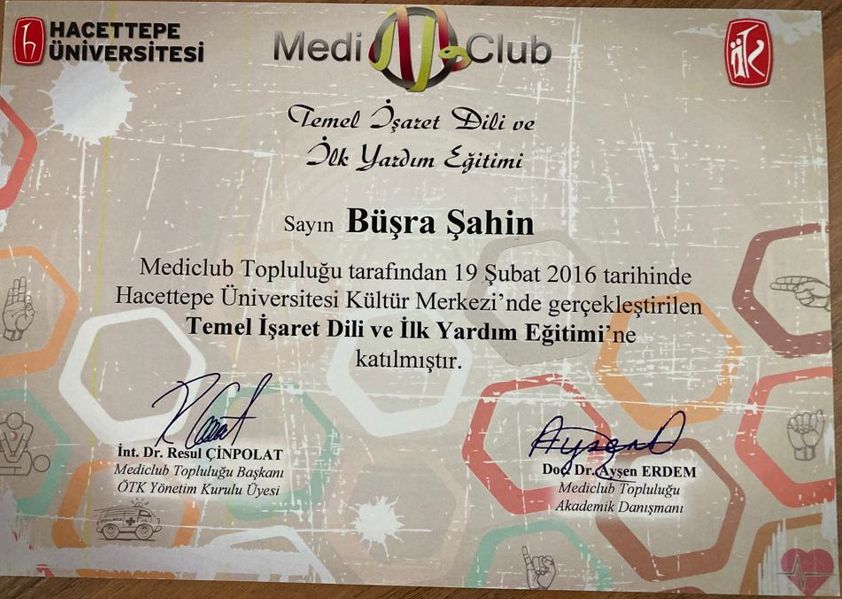 HACETTEPE
ÜNİVERSİTESİ
Medi Club
Temel İşaret Dili ve
İlk Yardım Eğitimi
Sayın Büşra Şahin
Mediclub Topluluğu tarafından 19 Şubat 2016 tarihinde
Hacettepe Üniversitesi Kültür Merkezi'nde gerçekleştirilen
Temel İşaret Dili ve İlk Yardım Eğitimi'ne
katılmıştır.
İnt. Dr. Resul ÇİNPOLAT
Mediclub Topluluğu Başkanı
ÖTK Yönetim Kurulu Üyesi
Doç Dr. Ayşen ERDEM
Mediclub Topluluğu
Akademik Danışmanı